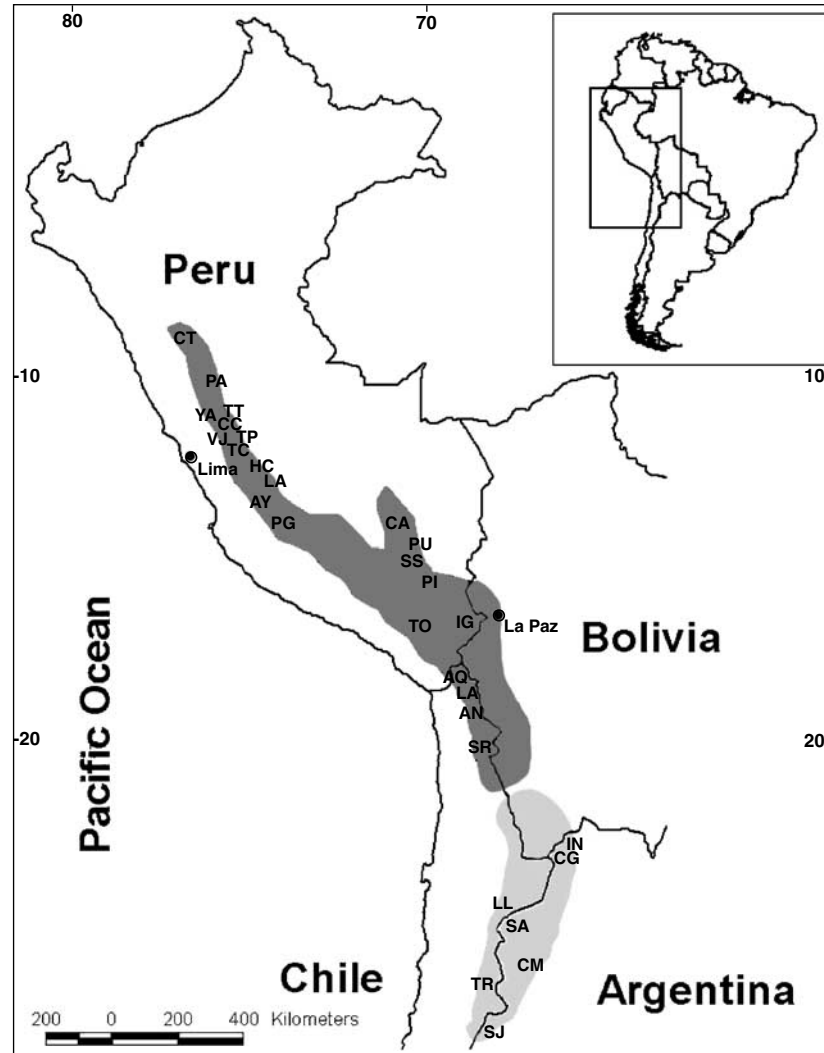 80 70
Peru
CT
-10 10
PA
YA TT
CC
VJ TP
TC
Lima HC
LA
AY
PG CA
PU
SS
PI
TO IG La Paz
Bolivia
Pacific Ocean
AQ
LA
AN
-20 20
SR
IN
CG
LL
SA
CM
Chile TR Argentina
200 0 200 400 Kilometers
SJ